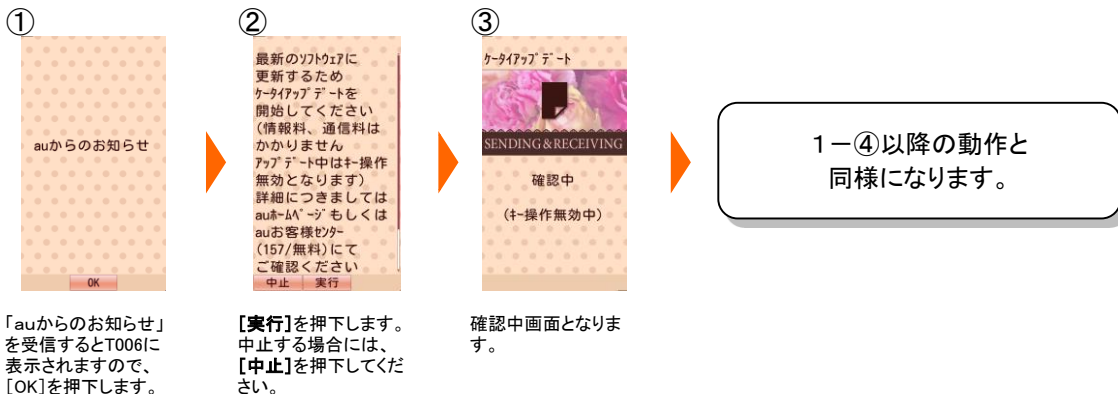 ①
auからのお知らせ
OK
「auからのお知らせ」
を受信するとT006に
表示されますので、
［OK］を押下します。
②
最新のｿﾌﾄｳｪｱに
更新するため
ｹｰﾀｲｱｯﾌﾟﾃﾞｰﾄを
開始してください
(情報料、通信料は
かかりません
ｱｯﾌﾟﾃﾞｰﾄ中はｷｰ操作
無効となります)
詳細につきましては
auﾎｰﾑﾍﾟｰｼﾞもしくは
auお客様ｾﾝﾀｰ
(157/無料)にて
ご確認ください
中止 実行
[実行]を押下します。
中止する場合には、
[中止]を押下してくだ
さい。
③
ｹｰﾀｲｱｯﾌﾟﾃﾞｰﾄ
SENDING & RECEIVING
確認中
(ｷｰ操作無効中)
確認中画面となりま
す。
１－④以降の動作と
同様になります。